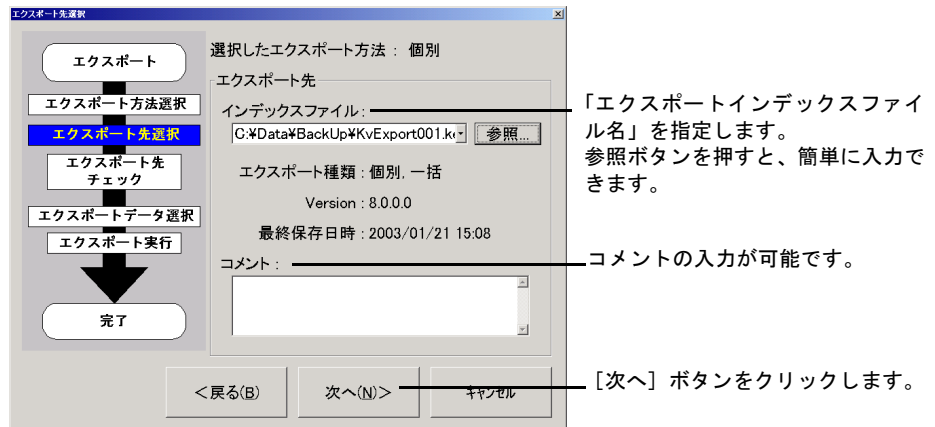 エクスポート先選択
エクスポート
エクスポート方法選択
エクスポート先選択
エクスポート先
チェック
エクスポートデータ選択
エクスポート実行
完了
選択したエクスポート方法 : 個別
エクスポート先
インデックスファイル:
C:¥Data¥BackUp¥KvExport001.k
参照...
エクスポート種類 : 個別, 一括
Version : 8.0.0.0
最終保存日時 : 2003/01/21 15:08
コメント :
<戻る(B)
次へ(N)>
キャンセル
「エクスポートインデックスファイ
ル名」を指定します。
参照ボタンを押すと、簡単に入力で
きます。
コメントの入力が可能です。
[次へ] ボタンをクリックします。